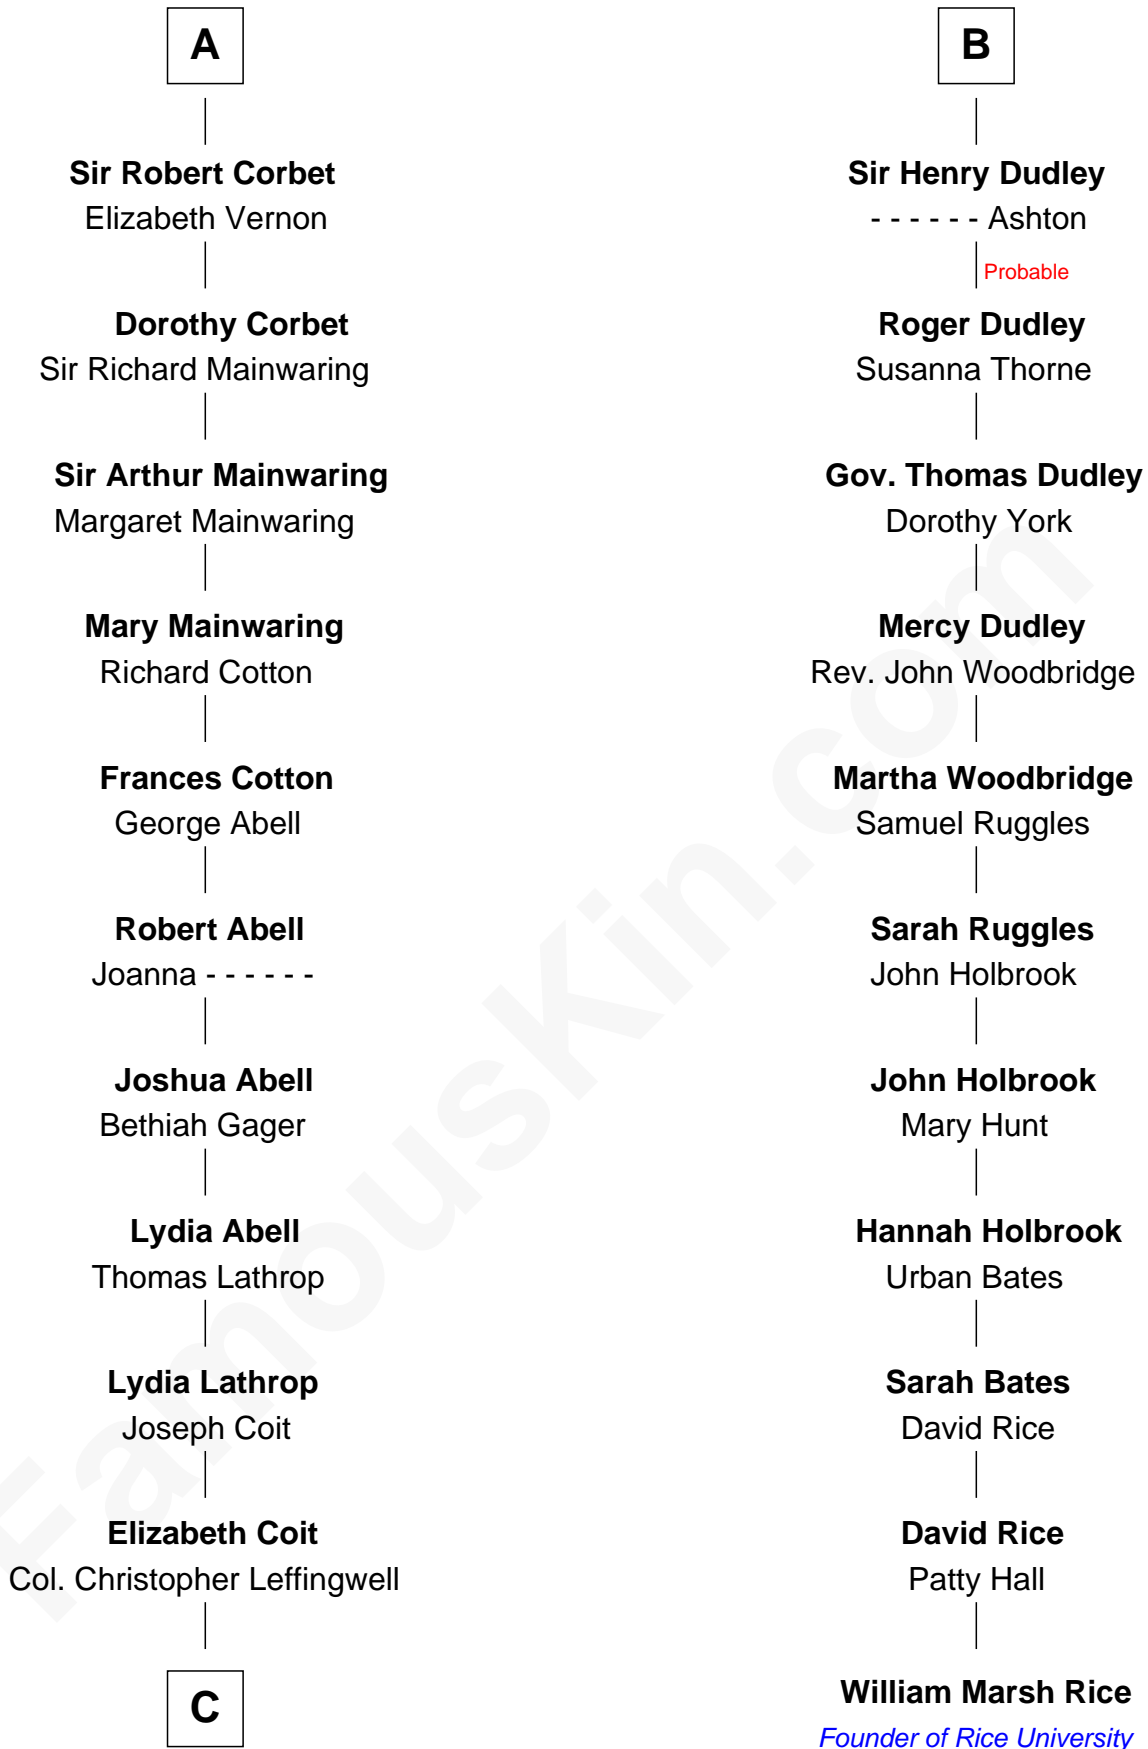 A
Sir Robert Corbet
Elizabeth Vernon
Dorothy Corbet
Sir Richard Mainwaring
Sir Arthur Mainwaring
Margaret Mainwaring
Mary Mainwaring
Richard Cotton
Frances Cotton
George Abell
Robert Abell
Joanna - - - - - -
Joshua Abell
Bethiah Gager
Lydia Abell
Thomas Lathrop
Lydia Lathrop
Joseph Coit
Elizabeth Coit
Col. Christopher Leffingwell
C
B
Sir Henry Dudley
- - - - - - Ashton
Probable
Roger Dudley
Susanna Thorne
Gov. Thomas Dudley
Dorothy York
Mercy Dudley
Rev. John Woodbridge
Martha Woodbridge
Samuel Ruggles
Sarah Ruggles
John Holbrook
John Holbrook
Mary Hunt
Hannah Holbrook
Urban Bates
Sarah Bates
David Rice
David Rice
Patty Hall
William Marsh Rice
Founder of Rice University
FamousKin.com